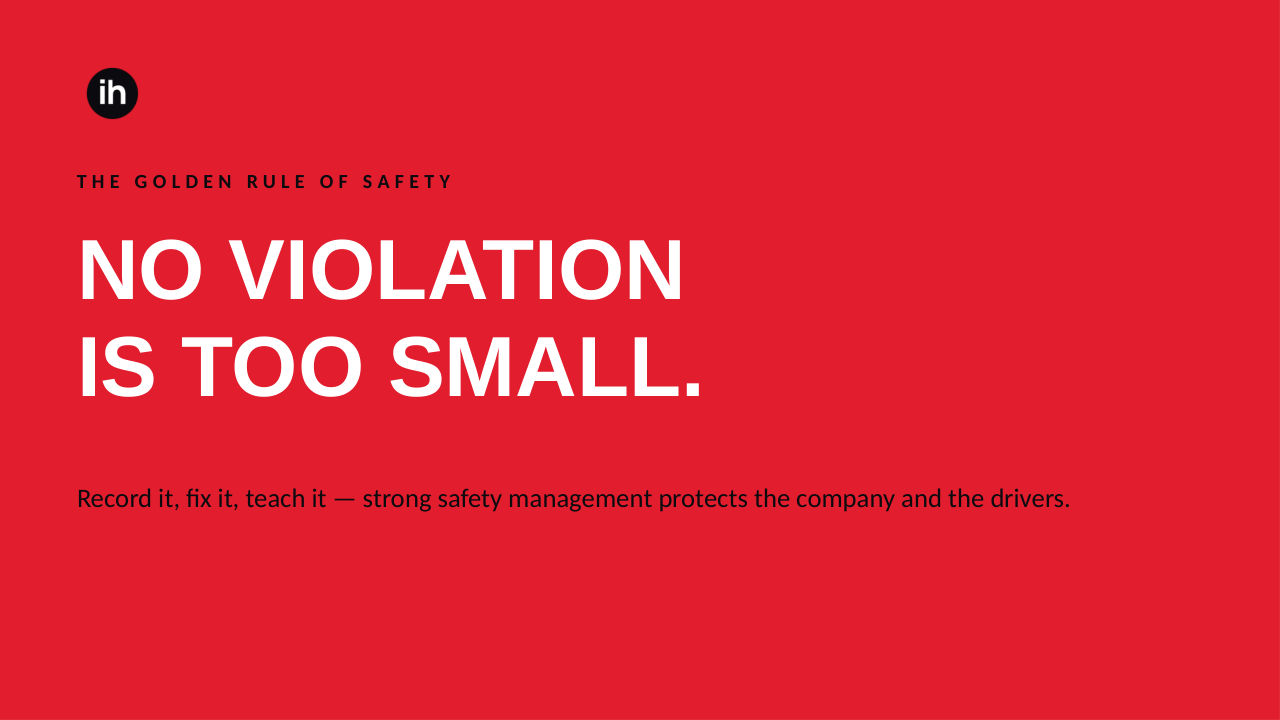 ih
THE GOLDEN RULE OF SAFETY
NO VIOLATION
IS TOO SMALL.
Record it, fix it, teach it — strong safety management protects the company and the drivers.